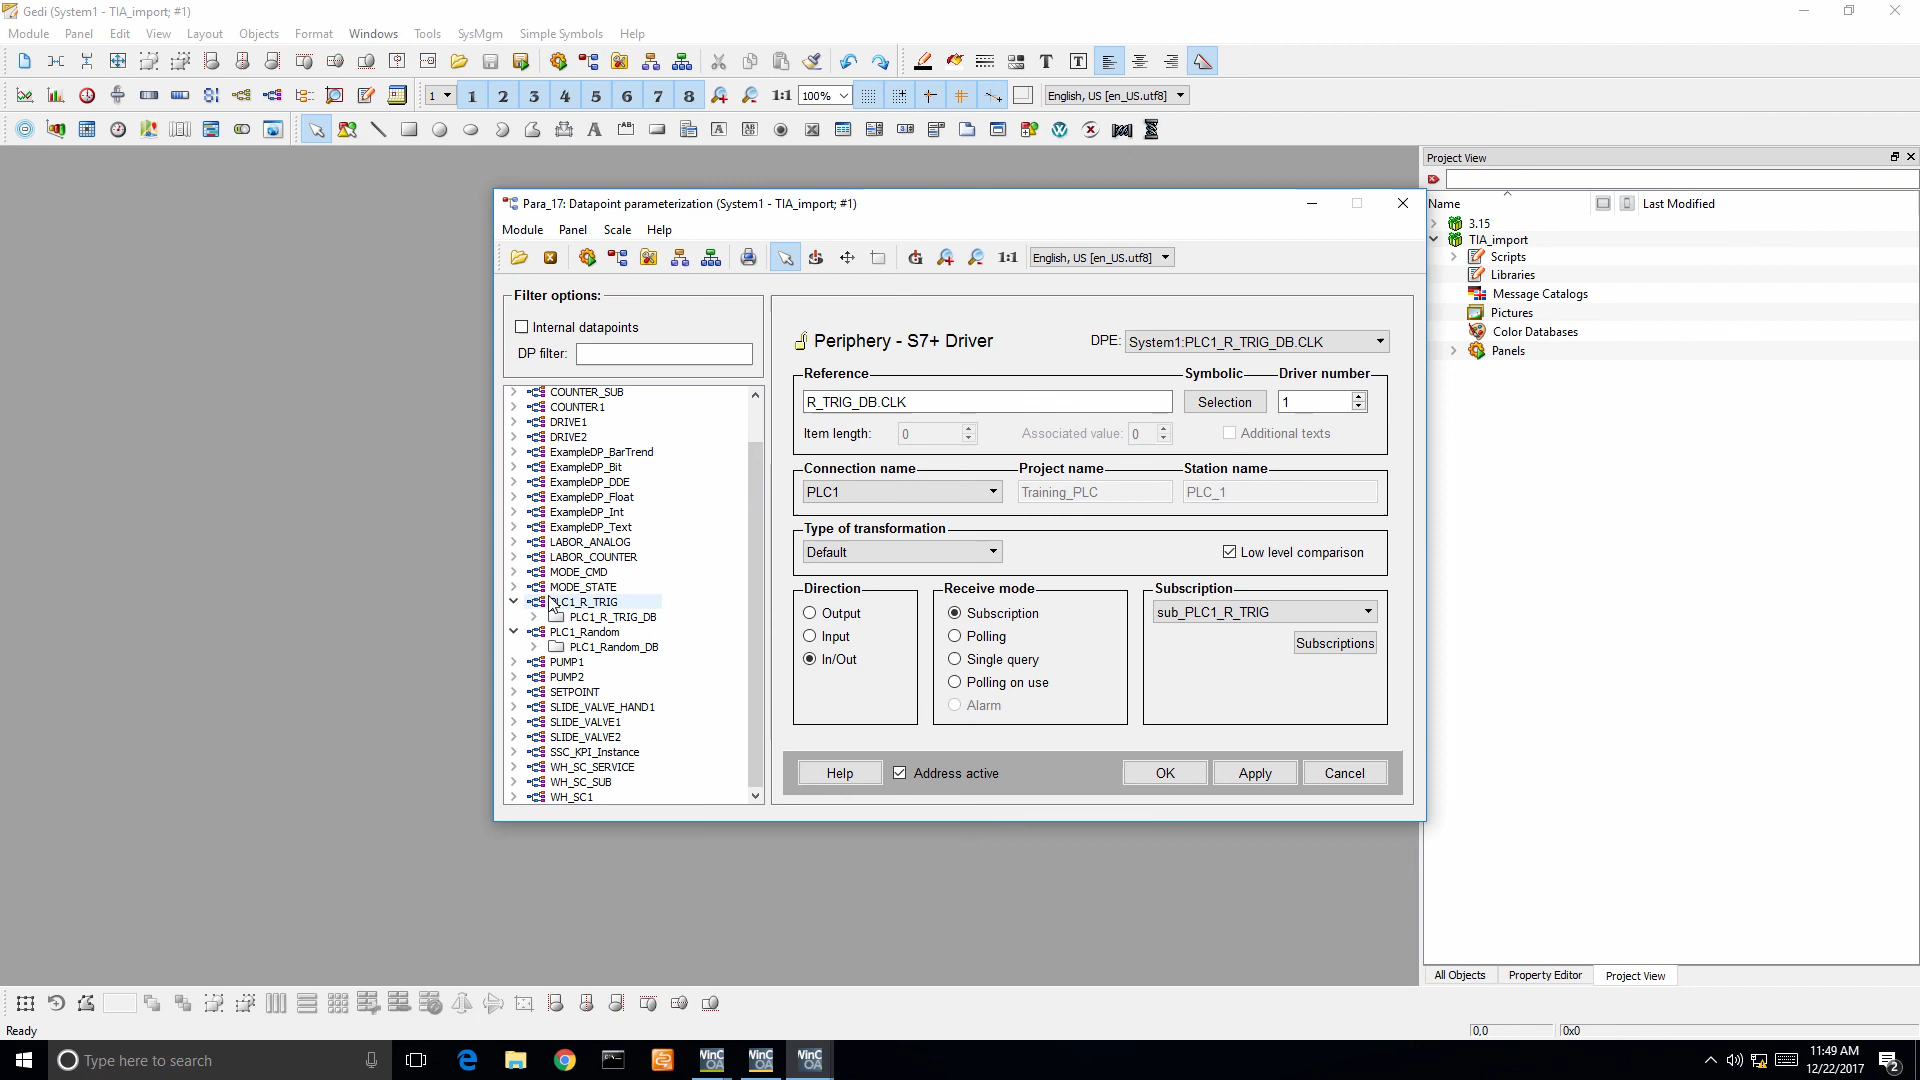 Gedi (System1 - TIA_import; #1)
Module Panel Edit View Layout Objects Format Windows Tools SysMgm Simple Symbols Help
1 1 2 3 4 5 6 7 8 1:1 100% English, US [en_US.utf8]
Project View
Name Last Modified
3.15
TIA_import
Scripts
Libraries
Message Catalogs
Pictures
Color Databases
Panels
Para_17: Datapoint parameterization (System1 - TIA_import; #1)
Module Panel Scale Help
1:1 English, US [en_US.utf8]
Filter options:
Internal datapoints
DP filter:
COUNTER_SUB
COUNTER1
DRIVE1
DRIVE2
ExampleDP_BarTrend
ExampleDP_Bit
ExampleDP_DDE
ExampleDP_Float
ExampleDP_Int
ExampleDP_Text
LABOR_ANALOG
LABOR_COUNTER
MODE_CMD
MODE_STATE
PLC1_R_TRIG
PLC1_R_TRIG_DB
PLC1_Random
PLC1_Random_DB
PUMP1
PUMP2
SETPOINT
SLIDE_VALVE_HAND1
SLIDE_VALVE1
SLIDE_VALVE2
SSC_KPI_Instance
WH_SC_SERVICE
WH_SC_SUB
WH_SC1
Periphery - S7+ Driver DPE: System1:PLC1_R_TRIG_DB.CLK
Reference Symbolic Driver number
R_TRIG_DB.CLK Selection 1
Item length: 0 Associated value: 0 Additional texts
Connection name Project name Station name
PLC1 Training_PLC PLC_1
Type of transformation
Default Low level comparison
Direction Receive mode Subscription
Output Subscription sub_PLC1_R_TRIG
Input Polling Subscriptions
In/Out Single query
Polling on use
Alarm
Help Address active OK Apply Cancel
All Objects Property Editor Project View
Ready 0,0 0x0
Type here to search
WinC OA WinC OA WinC OA
11:49 AM
12/22/2017
2